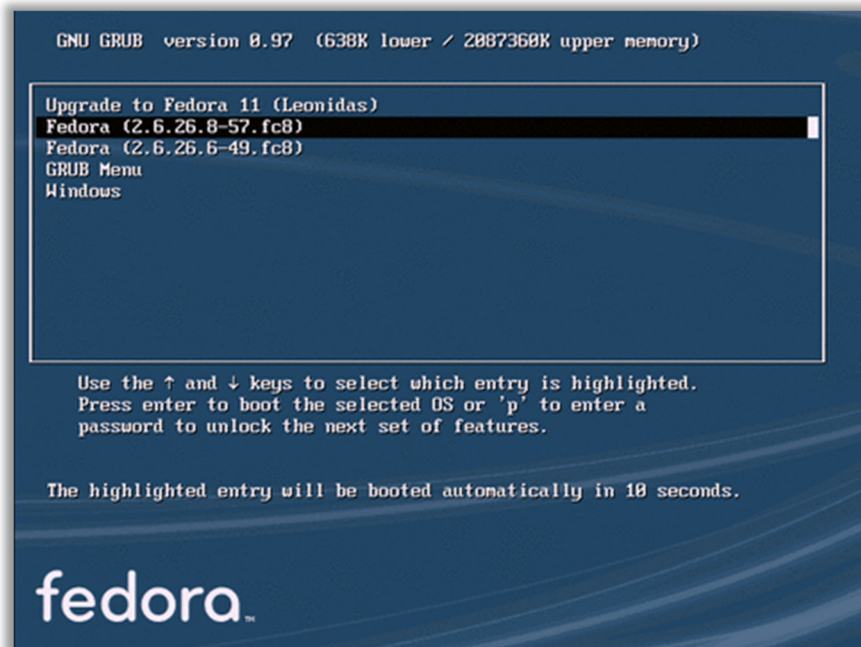 GNU GRUB version 0.97 (638K lower / 2087360K upper memory)
Upgrade to Fedora 11 (Leonidas)
Fedora (2.6.26.8-57.fc8)
Fedora (2.6.26.6-49.fc8)
GRUB Menu
Windows
Use the ↑ and ↓ keys to select which entry is highlighted.
Press enter to boot the selected OS or 'p' to enter a
password to unlock the next set of features.
The highlighted entry will be booted automatically in 10 seconds.
fedora™